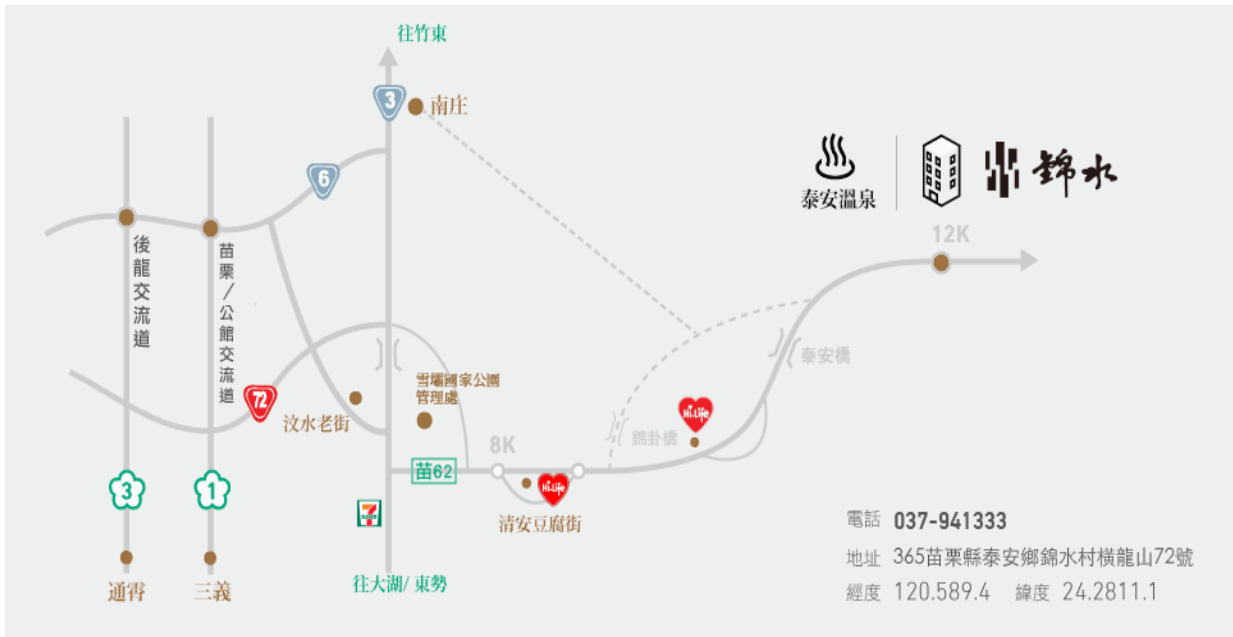 往竹東
3
南庄
6
泰安溫泉
錦水
12K
後龍交流道
苗栗/公館交流道
泰安橋
雪壩國家公園
管理處
72
汶水老街
Hi-Life
錦卦橋
8K
苗62
3
1
Hi-Life
7
ELEVEN
清安豆腐街
電話 037-941333
地址 365苗栗縣泰安鄉錦水村橫龍山72號
通霄
三義
往大湖/東勢
經度 120.589.4 緯度 24.2811.1